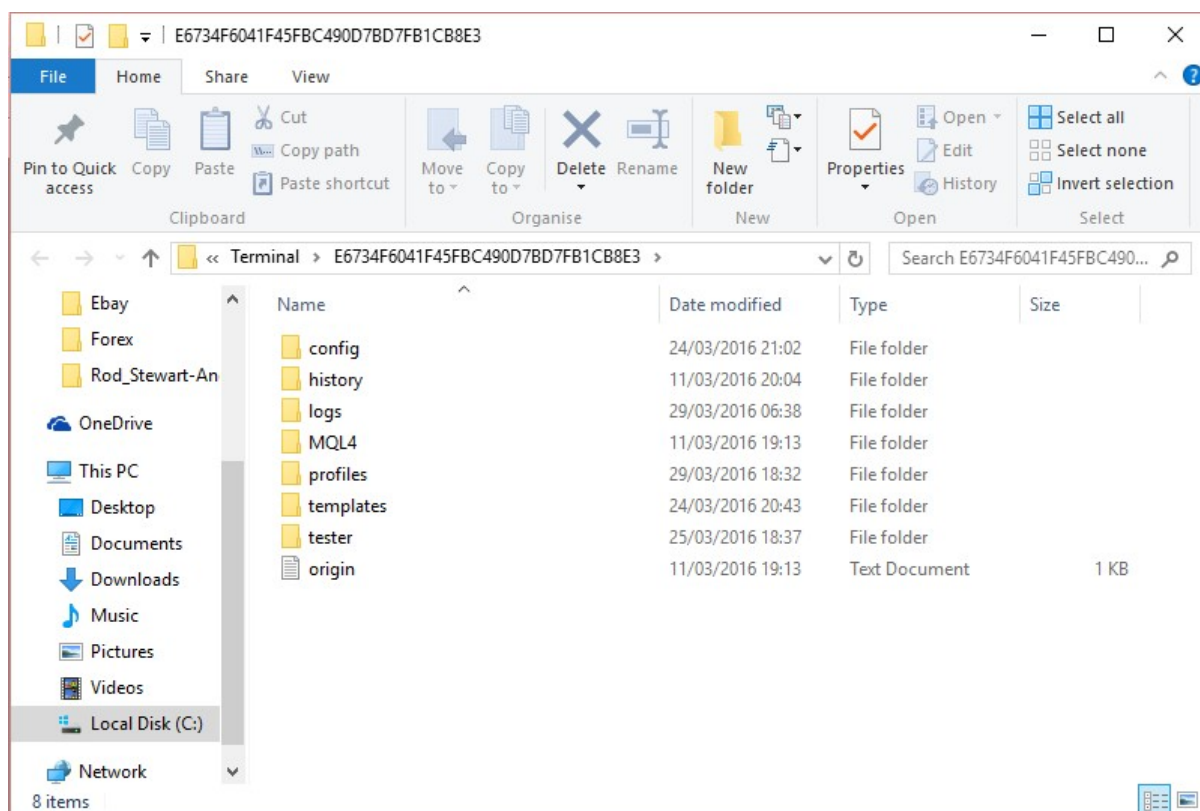 E6734F6041F45FBC490D7BD7FB1CB8E3
File Home Share View
Pin to Quick access
Copy
Paste
Cut
Copy path
Paste shortcut
Clipboard
Move to
Copy to
Delete
Rename
Organise
New folder
New
Properties
Open
Edit
History
Open
Select all
Select none
Invert selection
Select
« Terminal > E6734F6041F45FBC490D7BD7FB1CB8E3 >
Search E6734F6041F45FBC490...
Ebay
Forex
Rod_Stewart-An
OneDrive
This PC
Desktop
Documents
Downloads
Music
Pictures
Videos
Local Disk (C:)
Network
Name Date modified Type Size
config 24/03/2016 21:02 File folder
history 11/03/2016 20:04 File folder
logs 29/03/2016 06:38 File folder
MQL4 11/03/2016 19:13 File folder
profiles 29/03/2016 18:32 File folder
templates 24/03/2016 20:43 File folder
tester 25/03/2016 18:37 File folder
origin 11/03/2016 19:13 Text Document 1 KB
8 items